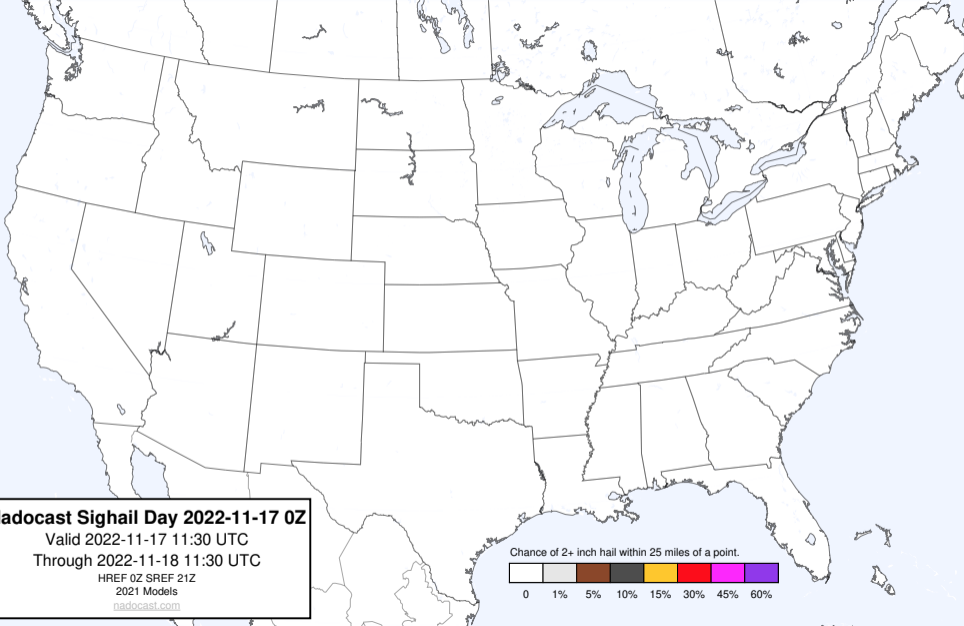 adocast Sighail Day 2022-11-17 0Z
Valid 2022-11-17 11:30 UTC
Through 2022-11-18 11:30 UTC
HREF 0Z SREF 21Z
2021 Models
nadocast.com
Chance of 2+ inch hail within 25 miles of a point.
0 1% 5% 10% 15% 30% 45% 60%